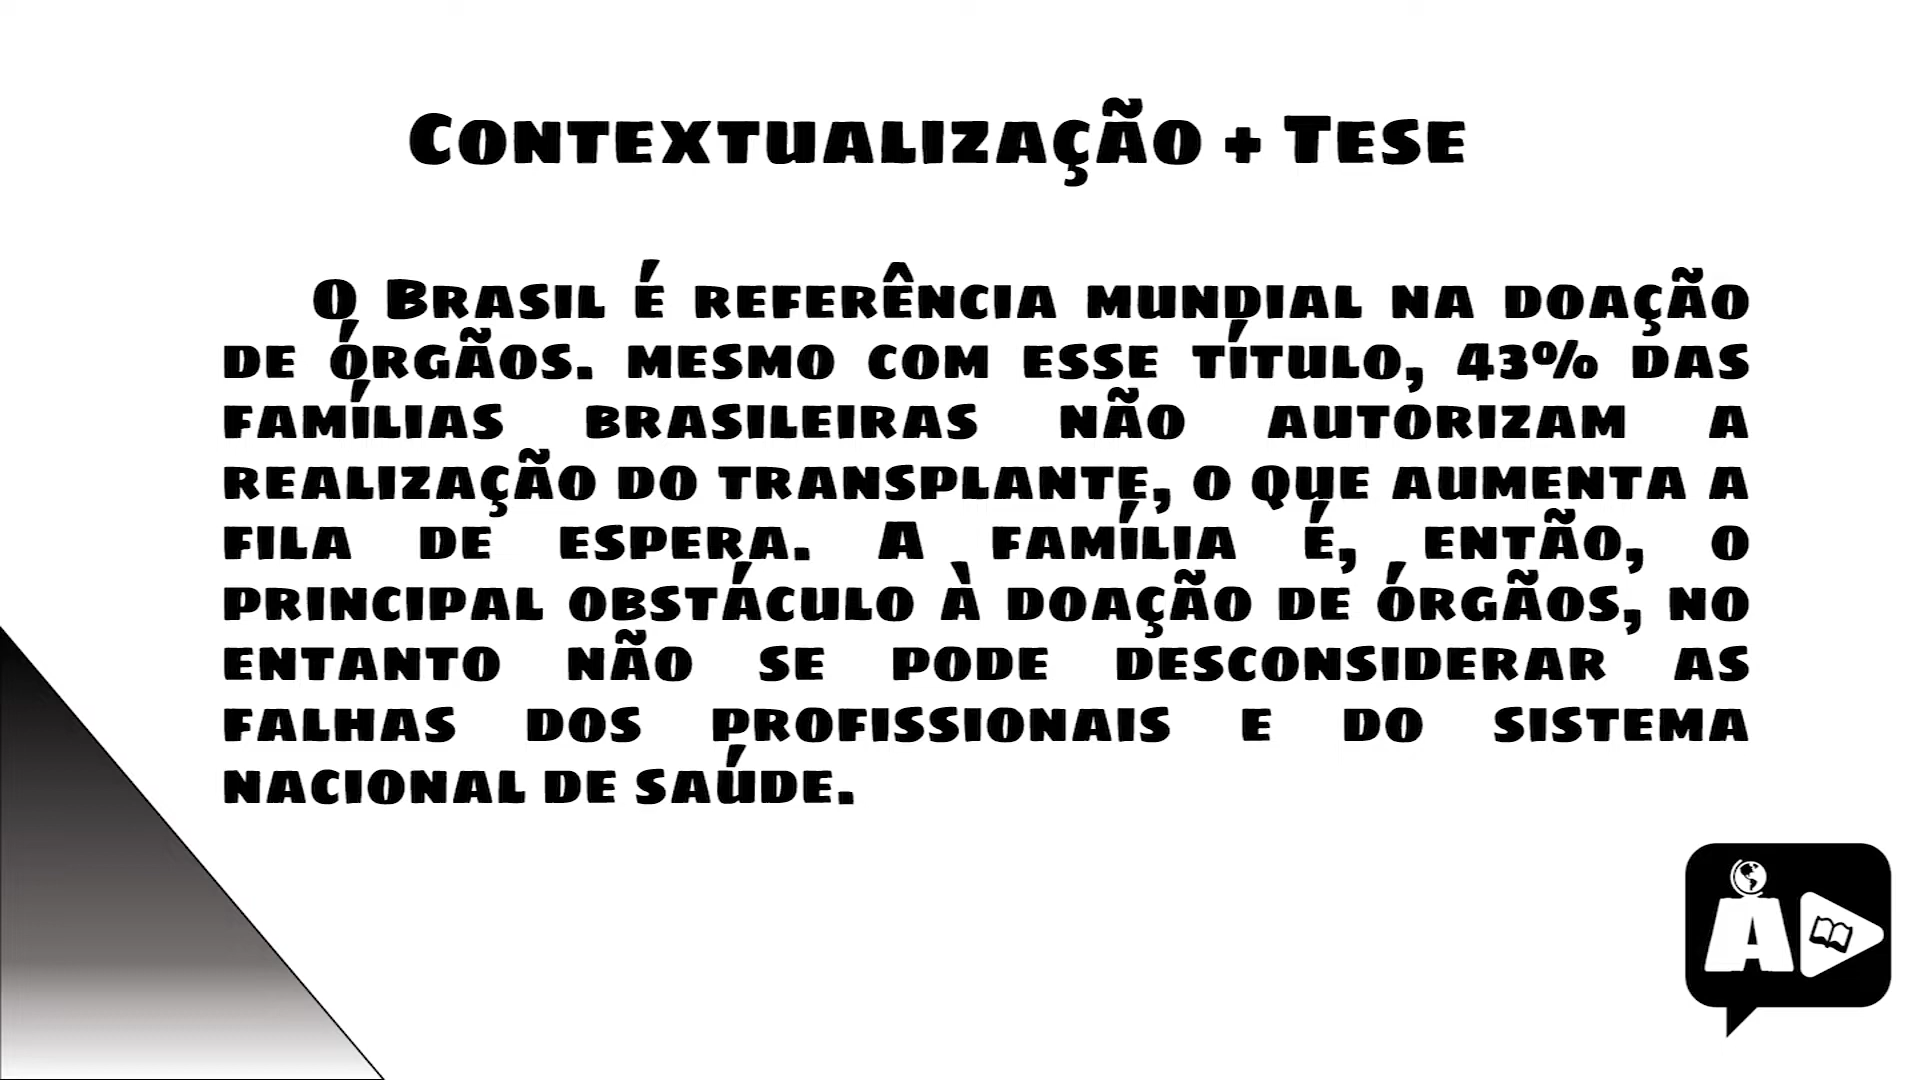 Contextualização + Tese
O Brasil é referência mundial na doação
de órgãos. mesmo com esse título, 43% das
famílias brasileiras não autorizam a
realização do transplante, o que aumenta a
fila de espera. A família é, então, o
principal obstáculo à doação de órgãos, no
entanto não se pode desconsiderar as
falhas dos profissionais e do sistema
nacional de saúde.
A